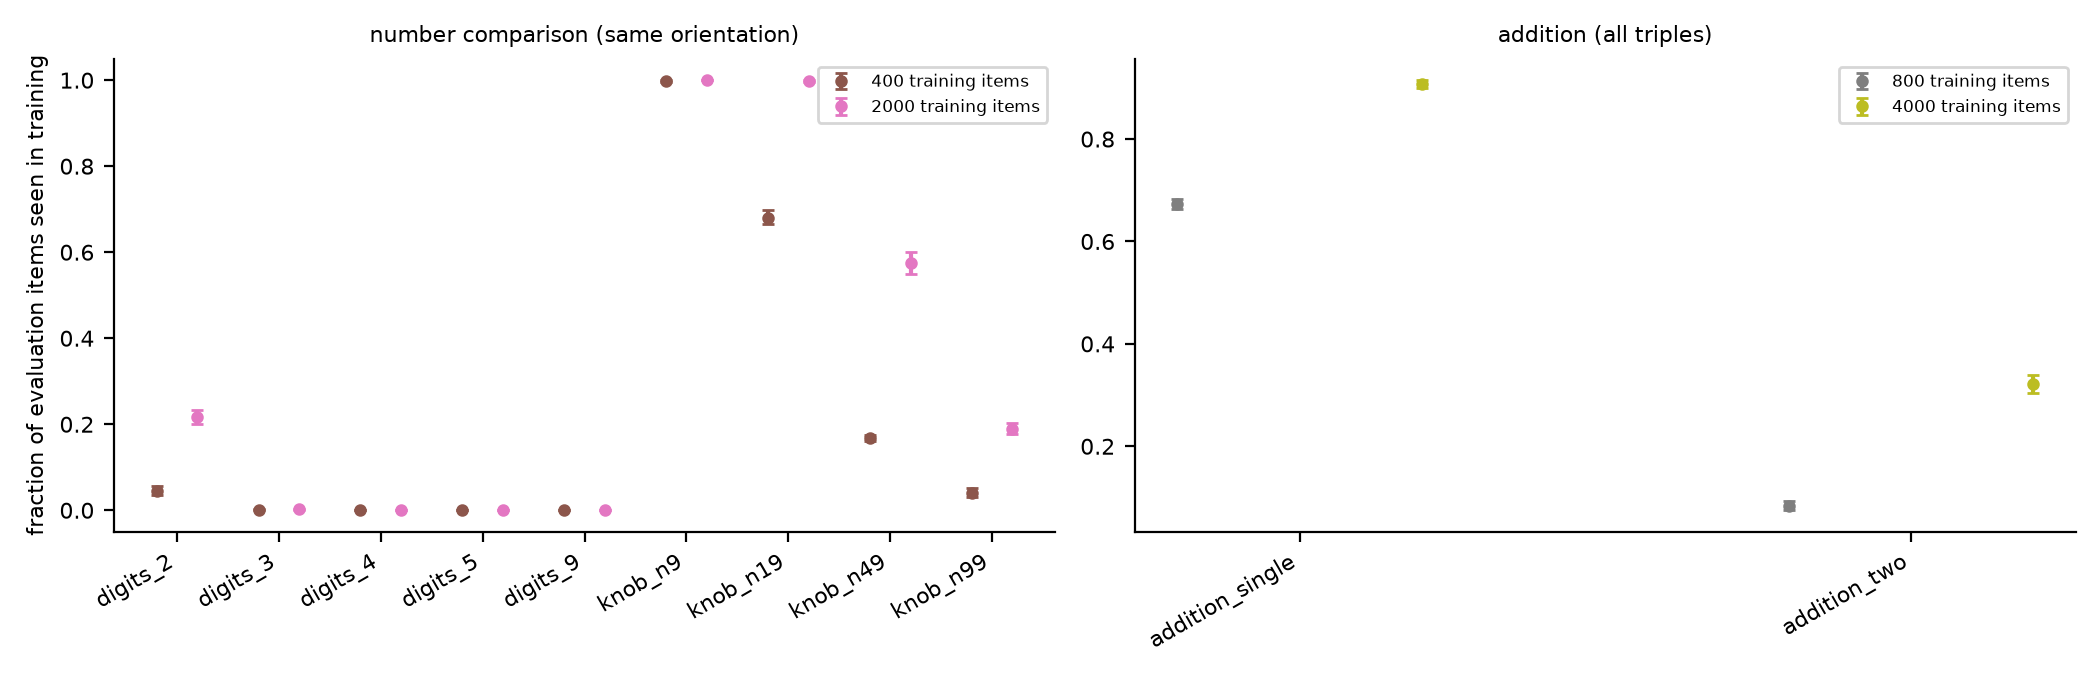 number comparison (same orientation)
fraction of evaluation items seen in training
1.0
0.8
0.6
0.4
0.2
0.0
400 training items
2000 training items
digits_2
digits_3
digits_4
digits_5
digits_9
knob_n9
knob_n19
knob_n49
knob_n99
addition (all triples)
0.8
0.6
0.4
0.2
800 training items
4000 training items
addition_single
addition_two